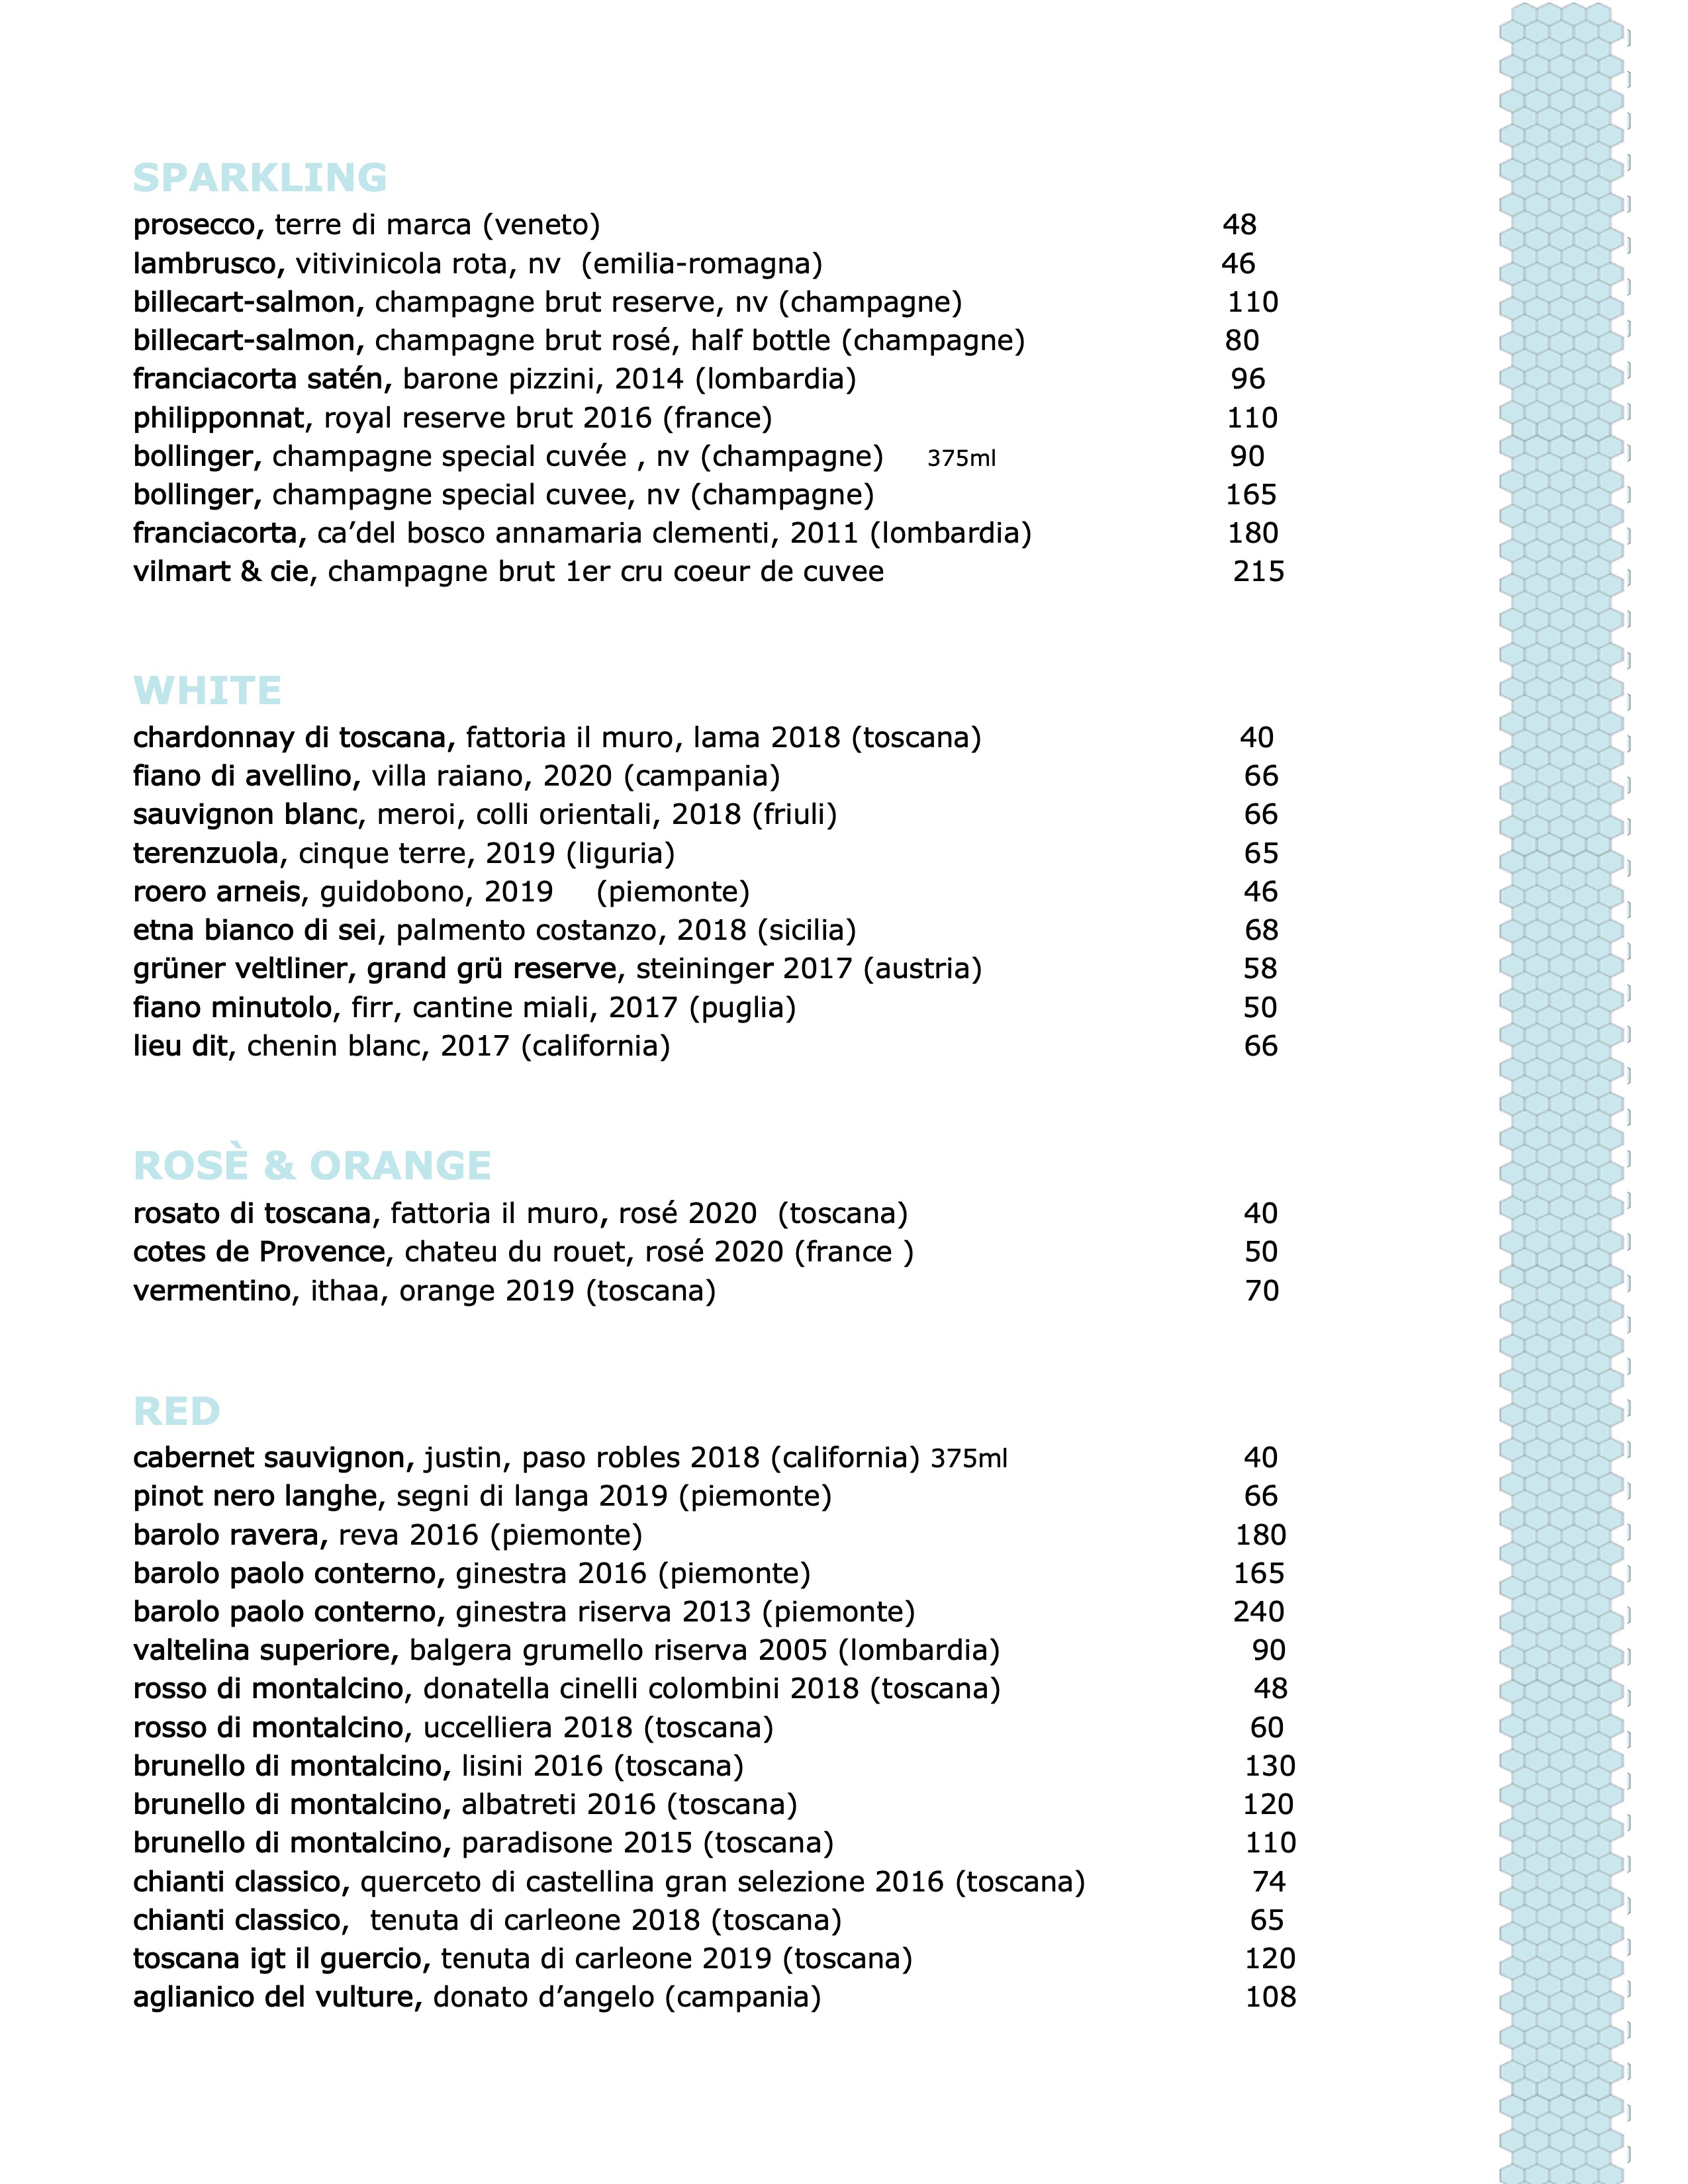 SPARKLING
prosecco, terre di marca (veneto) 48
lambrusco, vitivinicola rota, nv (emilia-romagna) 46
billecart-salmon, champagne brut reserve, nv (champagne) 110
billecart-salmon, champagne brut rosé, half bottle (champagne) 80
franciacorta satén, barone pizzini, 2014 (lombardia) 96
philipponnat, royal reserve brut 2016 (france) 110
bollinger, champagne special cuvée , nv (champagne) 375ml 90
bollinger, champagne special cuvee, nv (champagne) 165
franciacorta, ca’del bosco annamaria clementi, 2011 (lombardia) 180
vilmart & cie, champagne brut 1er cru coeur de cuvee 215
WHITE
chardonnay di toscana, fattoria il muro, lama 2018 (toscana) 40
fiano di avellino, villa raiano, 2020 (campania) 66
sauvignon blanc, meroi, colli orientali, 2018 (friuli) 66
terenzuola, cinque terre, 2019 (liguria) 65
roero arneis, guidobono, 2019 (piemonte) 46
etna bianco di sei, palmento costanzo, 2018 (sicilia) 68
grüner veltliner, grand grü reserve, steininger 2017 (austria) 58
fiano minutolo, firr, cantine miali, 2017 (puglia) 50
lieu dit, chenin blanc, 2017 (california) 66
ROSÈ & ORANGE
rosato di toscana, fattoria il muro, rosé 2020 (toscana) 40
cotes de Provence, chateu du rouet, rosé 2020 (france ) 50
vermentino, ithaa, orange 2019 (toscana) 70
RED
cabernet sauvignon, justin, paso robles 2018 (california) 375ml 40
pinot nero langhe, segni di langa 2019 (piemonte) 66
barolo ravera, reva 2016 (piemonte) 180
barolo paolo conterno, ginestra 2016 (piemonte) 165
barolo paolo conterno, ginestra riserva 2013 (piemonte) 240
valtelina superiore, balgera grumello riserva 2005 (lombardia) 90
rosso di montalcino, donatella cinelli colombini 2018 (toscana) 48
rosso di montalcino, uccelliera 2018 (toscana) 60
brunello di montalcino, lisini 2016 (toscana) 130
brunello di montalcino, albatreti 2016 (toscana) 120
brunello di montalcino, paradisone 2015 (toscana) 110
chianti classico, querceto di castellina gran selezione 2016 (toscana) 74
chianti classico, tenuta di carleone 2018 (toscana) 65
toscana igt il guercio, tenuta di carleone 2019 (toscana) 120
aglianico del vulture, donato d’angelo (campania) 108